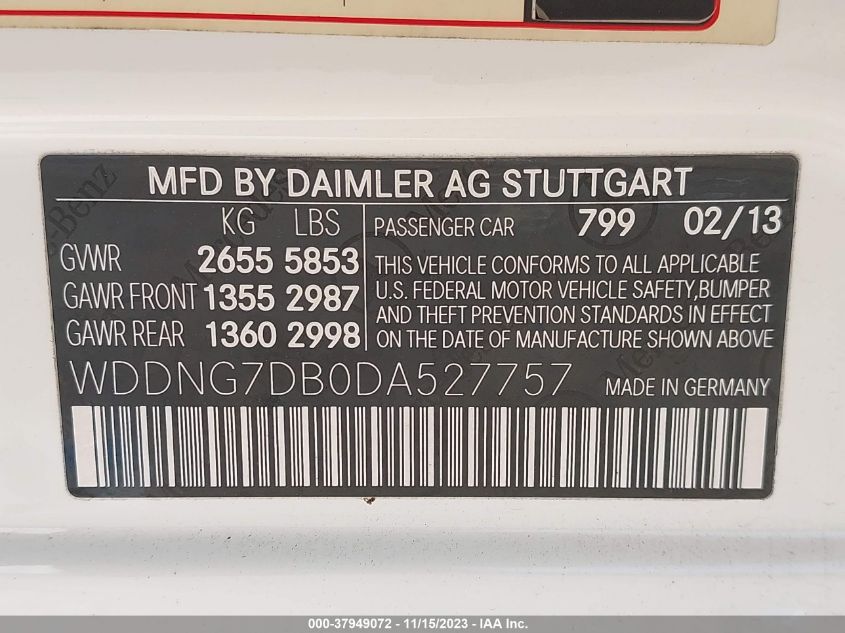 MFD BY DAIMLER AG STUTTGART
KG LBS
GVWR 2655 5853
GAWR FRONT 1355 2987
GAWR REAR 1360 2998
PASSENGER CAR 799 02/13
THIS VEHICLE CONFORMS TO ALL APPLICABLE
U.S. FEDERAL MOTOR VEHICLE SAFETY,BUMPER
AND THEFT PREVENTION STANDARDS IN EFFECT
ON THE DATE OF MANUFACTURE SHOWN ABOVE
WDDNG7DB0DA527757 MADE IN GERMANY
000-37949072 - 11/15/2023 - IAA Inc.